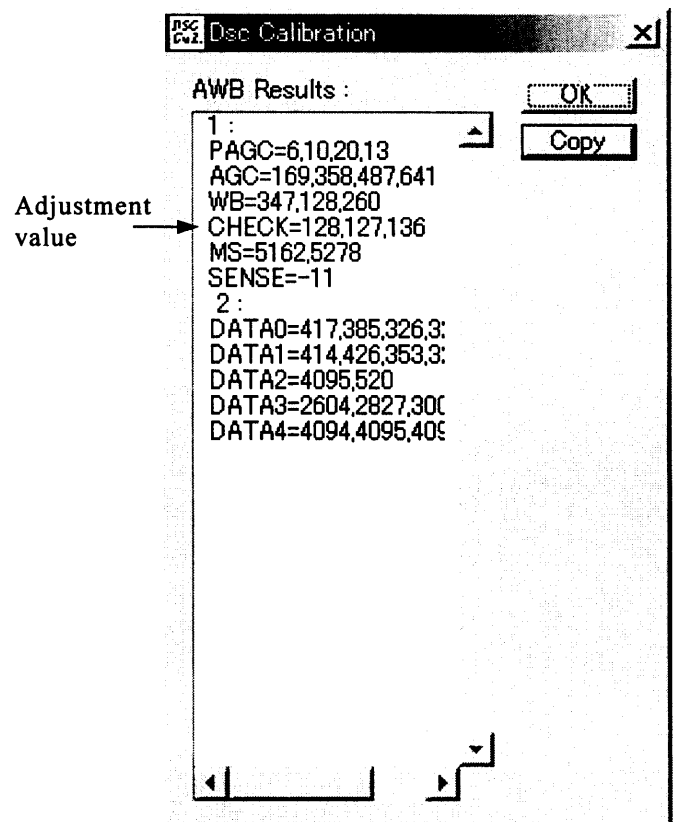 Dsc Calibration
AWB Results :
OK
Copy
1 :
PAGC=6,10,20,13
AGC=169,358,487,641
WB=347,128,260
Adjustment
value
CHECK=128,127,136
MS=5162,5278
SENSE=-11
2 :
DATA0=417,385,326,3
DATA1=414,426,353,3
DATA2=4095,520
DATA3=2604,2827,300
DATA4=4094,4095,409